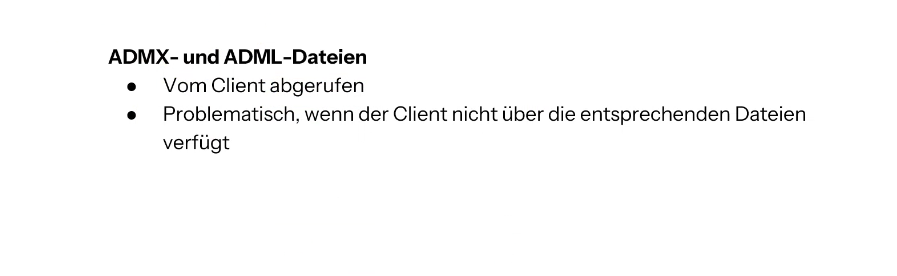 ADMX- und ADML-Dateien
● Vom Client abgerufen
● Problematisch, wenn der Client nicht über die entsprechenden Dateien
verfügt